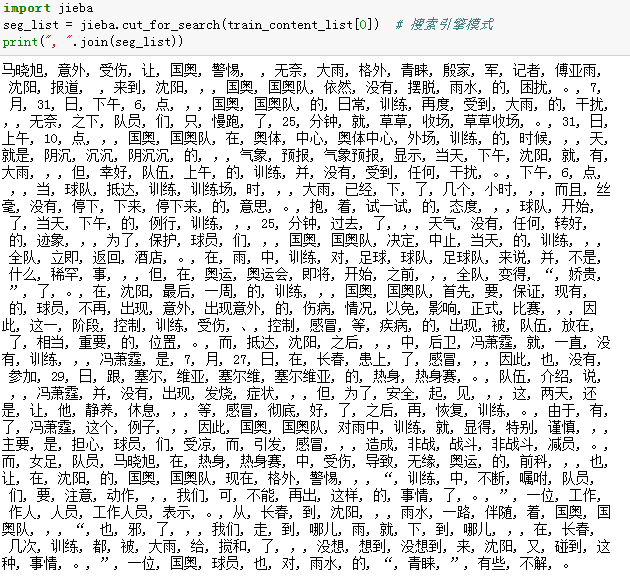 import jieba
seg_list = jieba.cut_for_search(train_content_list[0])  # 搜索引擎模式
print(", ".join(seg_list))
马晓旭, 意外, 受伤, 让, 国奥, 警惕, ，, 无奈, 大雨, 格外, 青睐, 殷家, 军, 记者, 傅亚雨,
沈阳, 报道, ，, 来到, 沈阳, ，, 国奥, 国奥队, 依然, 没有, 摆脱, 雨水, 的, 困扰, 。, 7,
月, 31, 日, 下午, 6, 点, ，, 国奥, 国奥队, 的, 日常, 训练, 再度, 受到, 大雨, 的, 干扰,
，, 无奈, 之下, 队员, 们, 只, 慢跑, 了, 25, 分钟, 就, 草草, 收场, 草草收场, 。, 31, 日,
上午, 10, 点, ，, 国奥, 国奥队, 在, 奥体, 中心, 奥体中心, 外场, 训练, 的, 时候, ，, 天,
就是, 阴沉, 沉沉, 阴沉沉, 的, ，, 气象, 预报, 气象预报, 显示, 当天, 下午, 沈阳, 就, 有,
大雨, ，, 但, 幸好, 队伍, 上午, 的, 训练, 并, 没有, 受到, 任何, 干扰, 。, 下午, 6, 点,
，, 当, 球队, 抵达, 训练, 训练场, 时, ，, 大雨, 已经, 下, 了, 几个, 小时, ，, 而且, 丝
毫, 没有, 停下, 下来, 停下来, 的, 意思, 。, 抱, 着, 试一试, 的, 态度, ，, 球队, 开始,
了, 当天, 下午, 的, 例行, 训练, ，, 25, 分钟, 过去, 了, ，, 天气, 没有, 任何, 转好,
的, 迹象, ，, 为了, 保护, 球员, 们, ，, 国奥, 国奥队, 决定, 中止, 当天, 的, 训练, ，,
全队, 立即, 返回, 酒店, 。, 在, 雨, 中, 训练, 对, 足球, 球队, 足球队, 来说, 并, 不是,
什么, 稀罕, 事, ，, 但, 在, 奥运, 奥运会, 即将, 开始, 之前, ，, 全队, 变得, “, 娇贵,
”, 了, 。, 在, 沈阳, 最后, 一周, 的, 训练, ，, 国奥, 国奥队, 首先, 要, 保证, 现有,
的, 球员, 不再, 出现, 意外, 出现意外, 的, 伤病, 情况, 以免, 影响, 正式, 比赛, ，, 因
此, 这一, 阶段, 控制, 训练, 受伤, 、, 控制, 感冒, 等, 疾病, 的, 出现, 被, 队伍, 放在,
了, 相当, 重要, 的, 位置, 。, 而, 抵达, 沈阳, 之后, ，, 中, 后卫, 冯萧霆, 就, 一直, 没
有, 训练, ，, 冯萧霆, 是, 7, 月, 27, 日, 在, 长春, 患上, 了, 感冒, ，, 因此, 也, 没有,
参加, 29, 日, 跟, 塞尔, 维亚, 塞尔维, 塞尔维亚, 的, 热身, 热身赛, 。, 队伍, 介绍, 说,
，, 冯萧霆, 并, 没有, 出现, 发烧, 症状, ，, 但, 为了, 安全, 起, 见, ，, 这, 两天, 还
是, 让, 他, 静养, 休息, ，, 等, 感冒, 彻底, 好, 了, 之后, 再, 恢复, 训练, 。, 由于, 有,
了, 冯萧霆, 这个, 例子, ，, 因此, 国奥, 国奥队, 对雨中, 训练, 就, 显得, 特别, 谨慎, ，,
主要, 是, 担心, 球员, 们, 受凉, 而, 引发, 感冒, ，, 造成, 非战, 战斗, 非战斗, 减员, 。,
而, 女足, 队员, 马晓旭, 在, 热身, 热身赛, 中, 受伤, 导致, 无缘, 奥运, 的, 前科, ，, 也,
让, 在, 沈阳, 的, 国奥, 国奥队, 现在, 格外, 警惕, ，, “, 训练, 中, 不断, 嘱咐, 队员,
们, 要, 注意, 动作, ，, 我们, 可, 不能, 再出, 这样, 的, 事情, 了, 。, ”, 一位, 工作,
作人, 人员, 工作人员, 表示, 。, 从, 长春, 到, 沈阳, ，, 雨水, 一路, 伴随, 着, 国奥, 国
奥队, ，, “, 也, 邪, 了, ，, 我们, 走, 到, 哪儿, 雨, 就, 下, 到, 哪儿, ，, 在, 长春,
几次, 训练, 都, 被, 大雨, 给, 搅和, 了, ，, 没想, 想到, 没想到, 来, 沈阳, 又, 碰到, 这
种, 事情, 。, ”, 一位, 国奥, 球员, 也, 对, 雨水, 的, “, 青睐, ”, 有些, 不解, 。